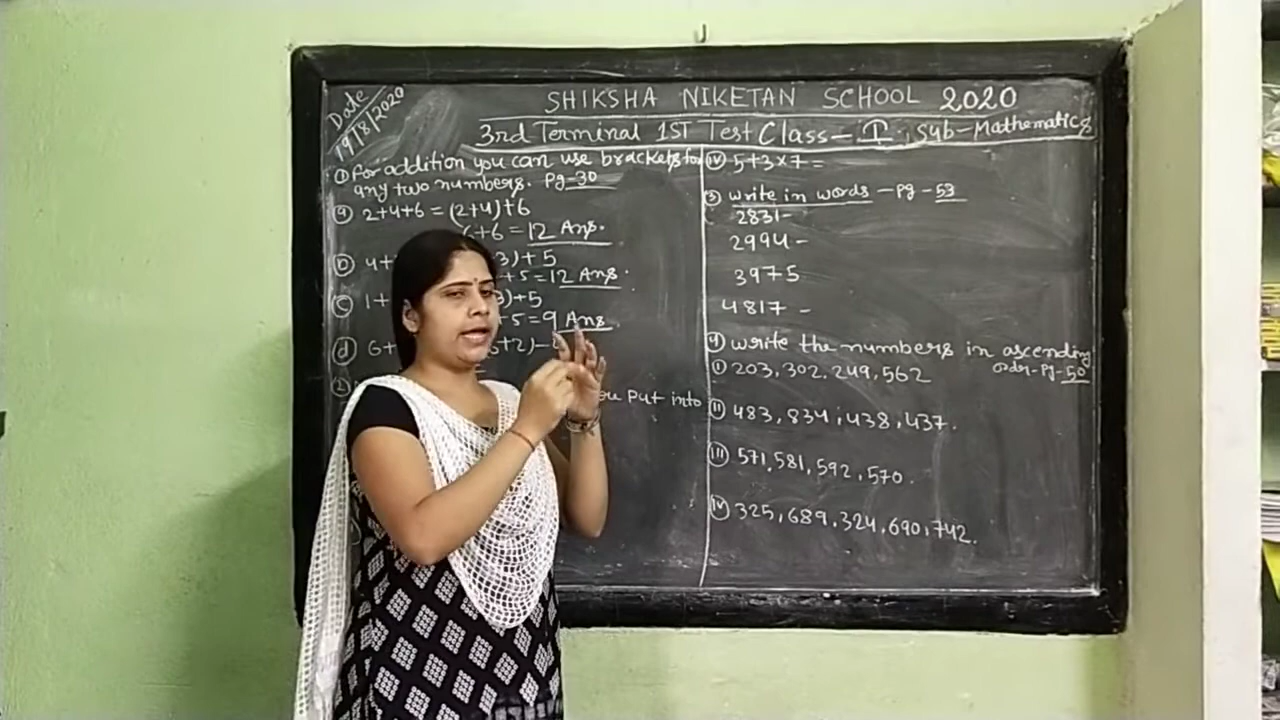 Date
19/8/2020
SHIKSHA NIKETAN SCHOOL 2020
3rd Terminal 1ST Test Class - I, Sub-Mathematics
① For addition you can use brackets for
any two numbers. Pg-30
ⓐ 2+4+6 = (2+4)+6
6+6 = 12 Ans.
ⓑ 4+ 3)+5
+5=12 Ans.
ⓒ 1+ 3)+5
+5=9 Ans
ⓓ 6+ 6+2)-
②
you put into
ⓘⓥ 5+3×7=
③ write in words - Pg - 53
2831-
2994-
3975
4817 -
④ write the numbers in ascending
order-Pg-50
ⓘ 203,302,249,562
ⓘⓘ 483,834,438,437.
ⓘⓘⓘ 571,581,592,570.
ⓘⓥ 325,689,324,690,742.